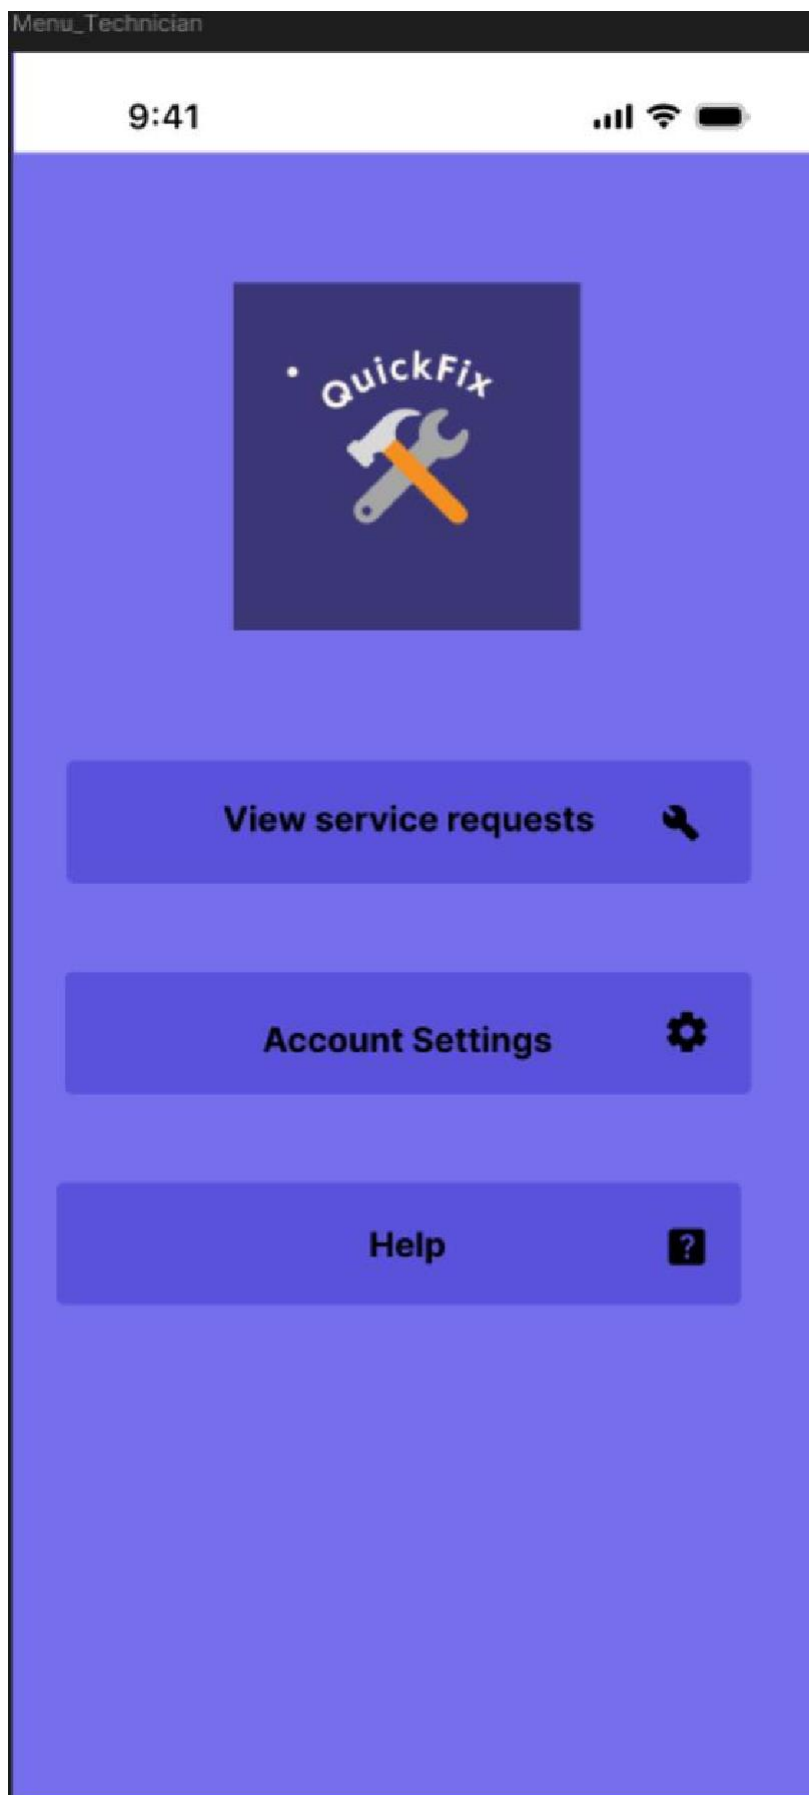 Menu_Technician
9:41
QuickFix
View service requests
Account Settings
Help
?